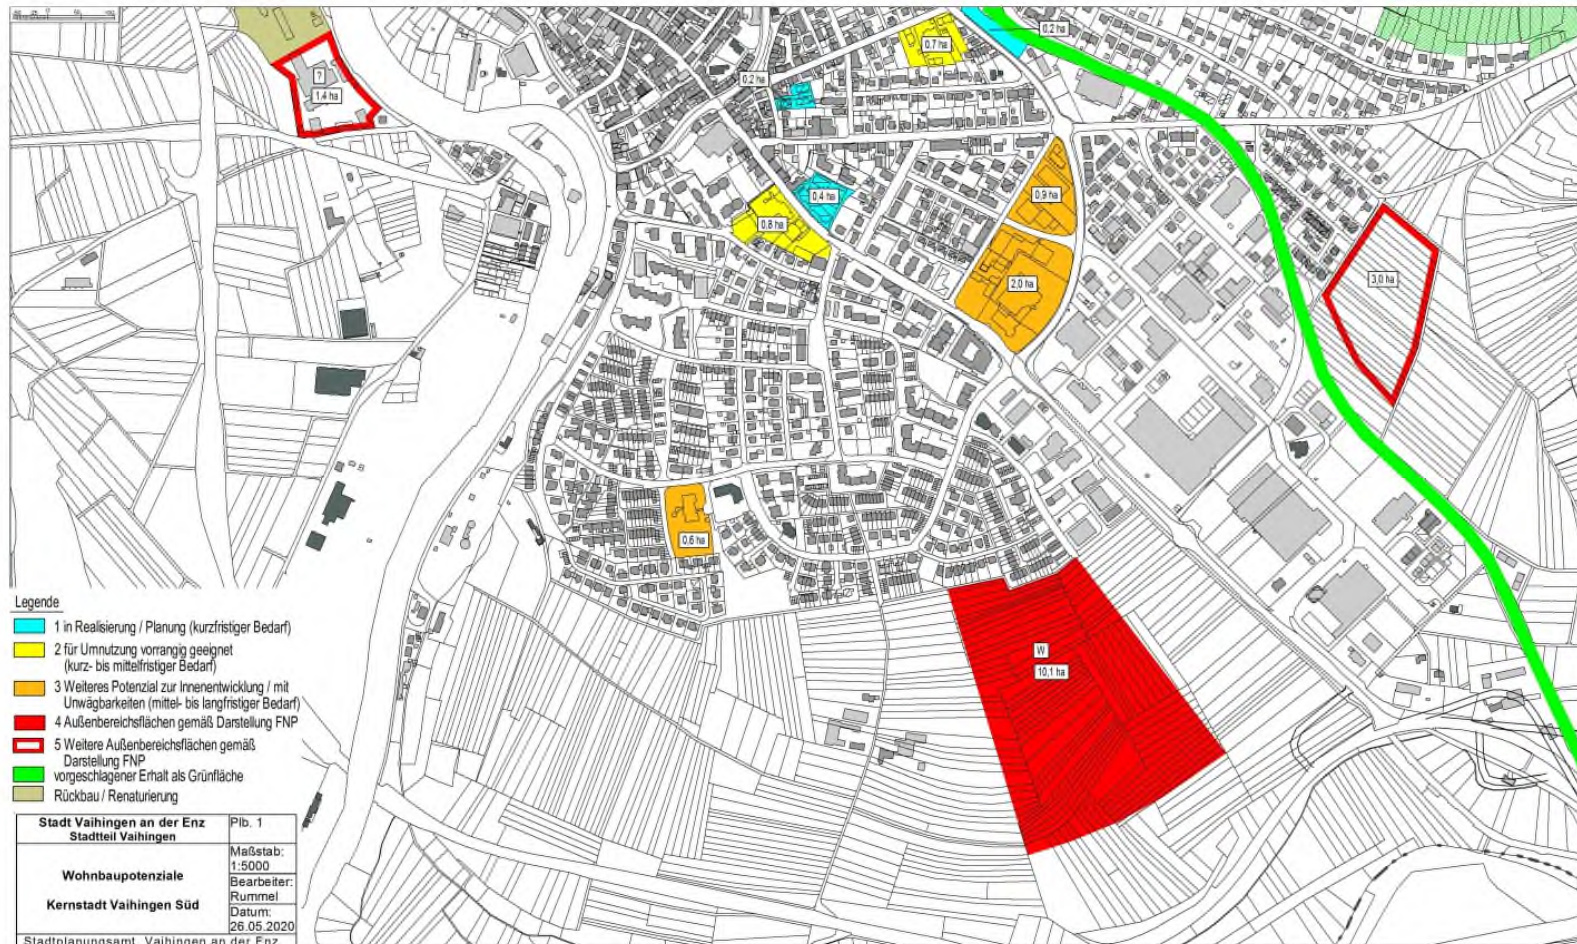 ?
1,4 ha
0,7 ha
0,2 ha
0,2 ha
0,4 ha
0,8 ha
0,9 ha
2,0 ha
3,0 ha
0,6 ha
W
10,1 ha
Legende
1 in Realisierung / Planung (kurzfristiger Bedarf)
2 für Umnutzung vorrangig geeignet
(kurz- bis mittelfristiger Bedarf)
3 Weiteres Potenzial zur Innenentwicklung / mit
Unwägbarkeiten (mittel- bis langfristiger Bedarf)
4 Außenbereichsflächen gemäß Darstellung FNP
5 Weitere Außenbereichsflächen gemäß
Darstellung FNP
vorgeschlagener Erhalt als Grünfläche
Rückbau / Renaturierung
Stadt Vaihingen an der Enz
Stadtteil Vaihingen
Plb. 1
Wohnbaupotenziale
Kernstadt Vaihingen Süd
Maßstab:
1:5000
Bearbeiter:
Rummel
Datum:
26.05.2020
Stadtplanungsamt, Vaihingen an der Enz